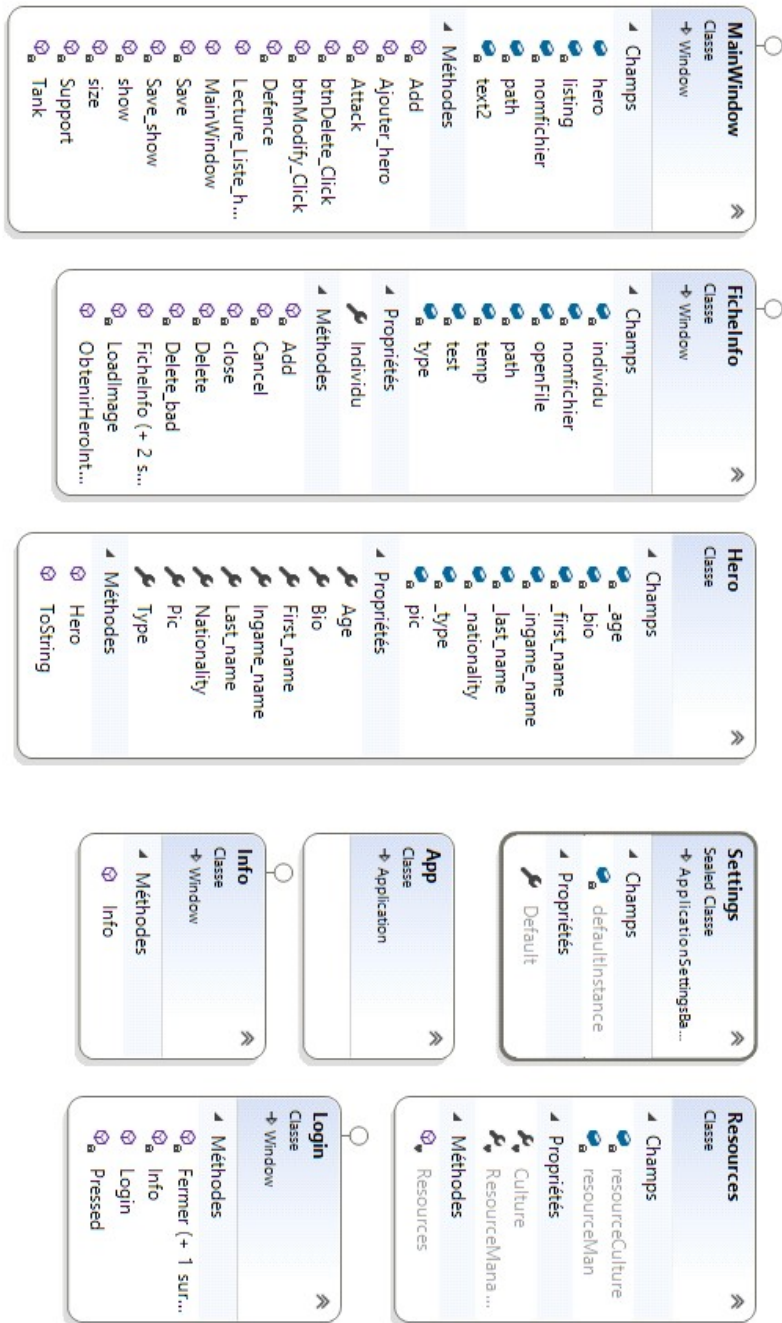 MainWindow
Classe
→ Window
Champs
hero
listing
nomfichier
path
text2
Méthodes
Add
Ajouter_hero
Attack
btnDelete_Click
btnModify_Click
Defence
Lecture_Liste_h...
MainWindow
Save
Save_show
show
size
Support
Tank
FicheInfo
Classe
→ Window
Champs
individu
nomfichier
openFile
path
temp
test
type
Propriétés
Individu
Méthodes
Add
Cancel
close
Delete
Delete_bad
FicheInfo (+ 2 s...
LoadImage
ObtenirHeroInt...
Hero
Classe
Champs
_age
_bio
_first_name
_ingame_name
_last_name
_nationality
_type
pic
Propriétés
Age
Bio
First_name
Ingame_name
Last_name
Nationality
Pic
Type
Méthodes
Hero
ToString
Settings
Sealed Classe
→ ApplicationSettingsBa...
Champs
defaultInstance
Propriétés
Default
App
Classe
→ Application
Info
Classe
→ Window
Méthodes
Info
Resources
Classe
Champs
resourceCulture
resourceMan
Propriétés
Culture
ResourceMana...
Méthodes
Resources
Login
Classe
→ Window
Méthodes
Fermer (+ 1 sur...
Info
Login
Pressed